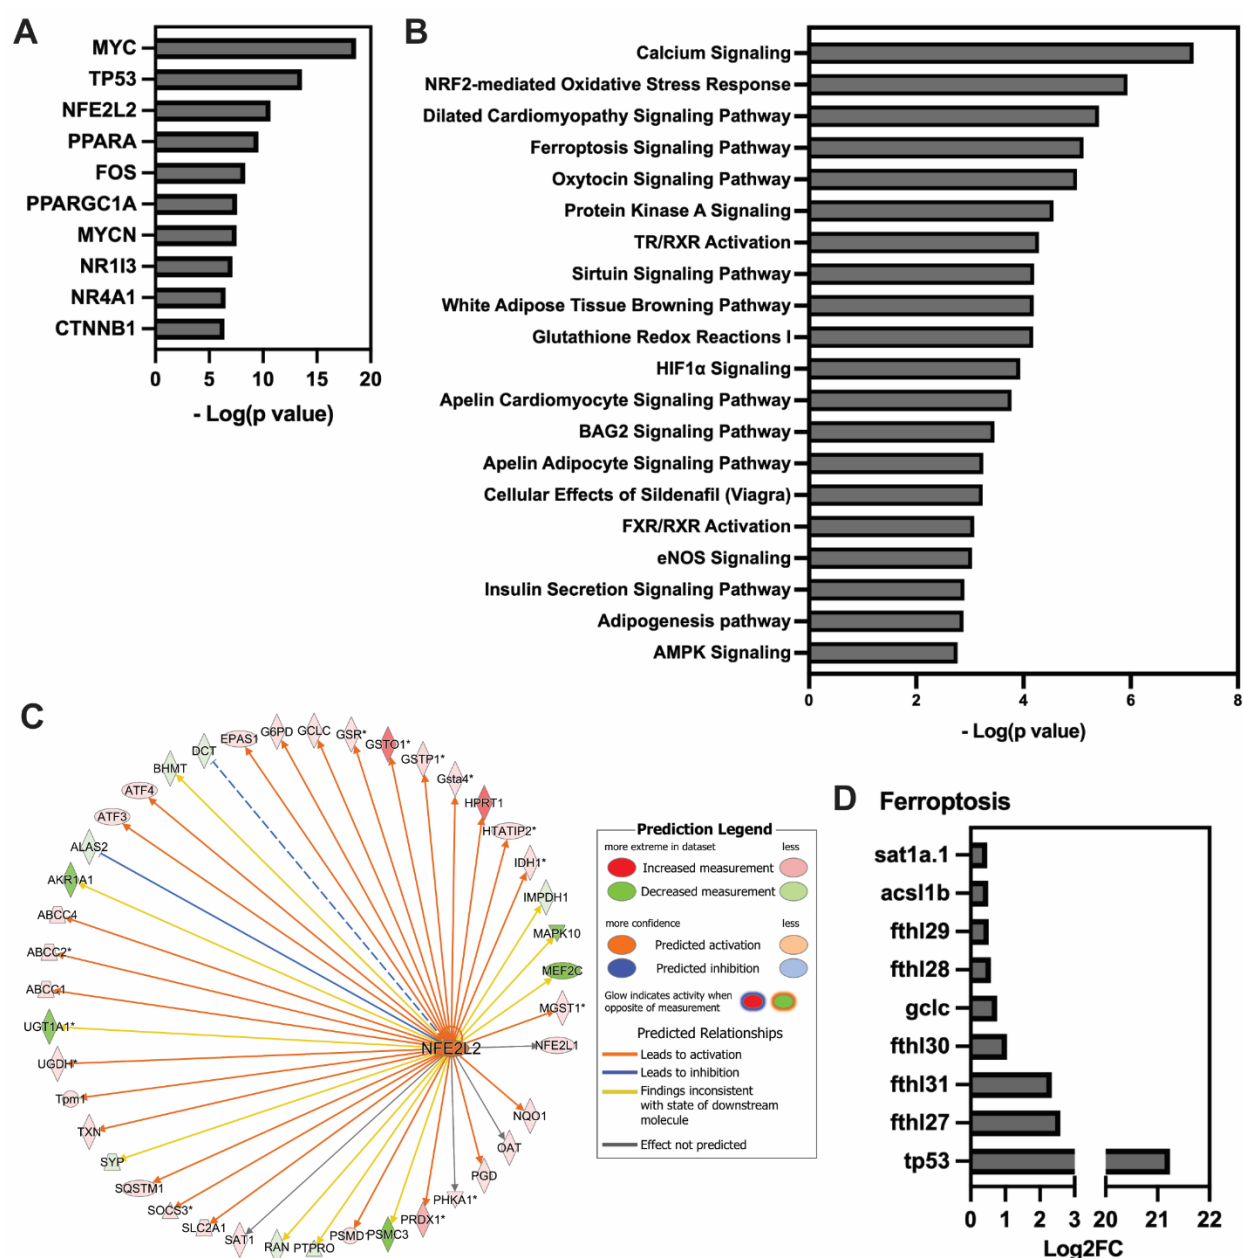 A
MYC
TP53
NFE2L2
PPARA
FOS
PPARGC1A
MYCN
NR1I3
NR4A1
CTNNB1
0 5 10 15 20
- Log(p value)
B
Calcium Signaling
NRF2-mediated Oxidative Stress Response
Dilated Cardiomyopathy Signaling Pathway
Ferroptosis Signaling Pathway
Oxytocin Signaling Pathway
Protein Kinase A Signaling
TR/RXR Activation
Sirtuin Signaling Pathway
White Adipose Tissue Browning Pathway
Glutathione Redox Reactions I
HIF1α Signaling
Apelin Cardiomyocyte Signaling Pathway
BAG2 Signaling Pathway
Apelin Adipocyte Signaling Pathway
Cellular Effects of Sildenafil (Viagra)
FXR/RXR Activation
eNOS Signaling
Insulin Secretion Signaling Pathway
Adipogenesis pathway
AMPK Signaling
0 2 4 6 8
- Log(p value)
C
DCT
EPAS1
G6PD
GCLC
GSR*
GSTO1*
GSTP1*
Gsta4*
HPRT1
HTATIP2*
IDH1*
IMPDH1
MAPK10
MEF2C
MGST1*
NFE2L1
NQO1
OAT
PGD
PHKA1*
PRDX1*
PSMC3
PSMD1
PTPRO
RAN
SAT1
SLC2A1
SOCS3*
SQSTM1
SYP
TXN
Tpm1
UGDH*
UGT1A1*
ABCG1
ABCC2*
ABCC4
AKR1A1
ALAS2
ATF3
ATF4
BHMT
NFE2L2
Prediction Legend
more extreme in dataset less
Increased measurement
Decreased measurement
more confidence less
Predicted activation
Predicted inhibition
Glow indicates activity when
opposite of measurement
Predicted Relationships
Leads to activation
Leads to inhibition
Findings inconsistent
with state of downstream
molecule
Effect not predicted
D Ferroptosis
sat1a.1
acsl1b
fthl29
fthl28
gclc
fthl30
fthl31
fthl27
tp53
0 1 2 3 20 21 22
Log2FC